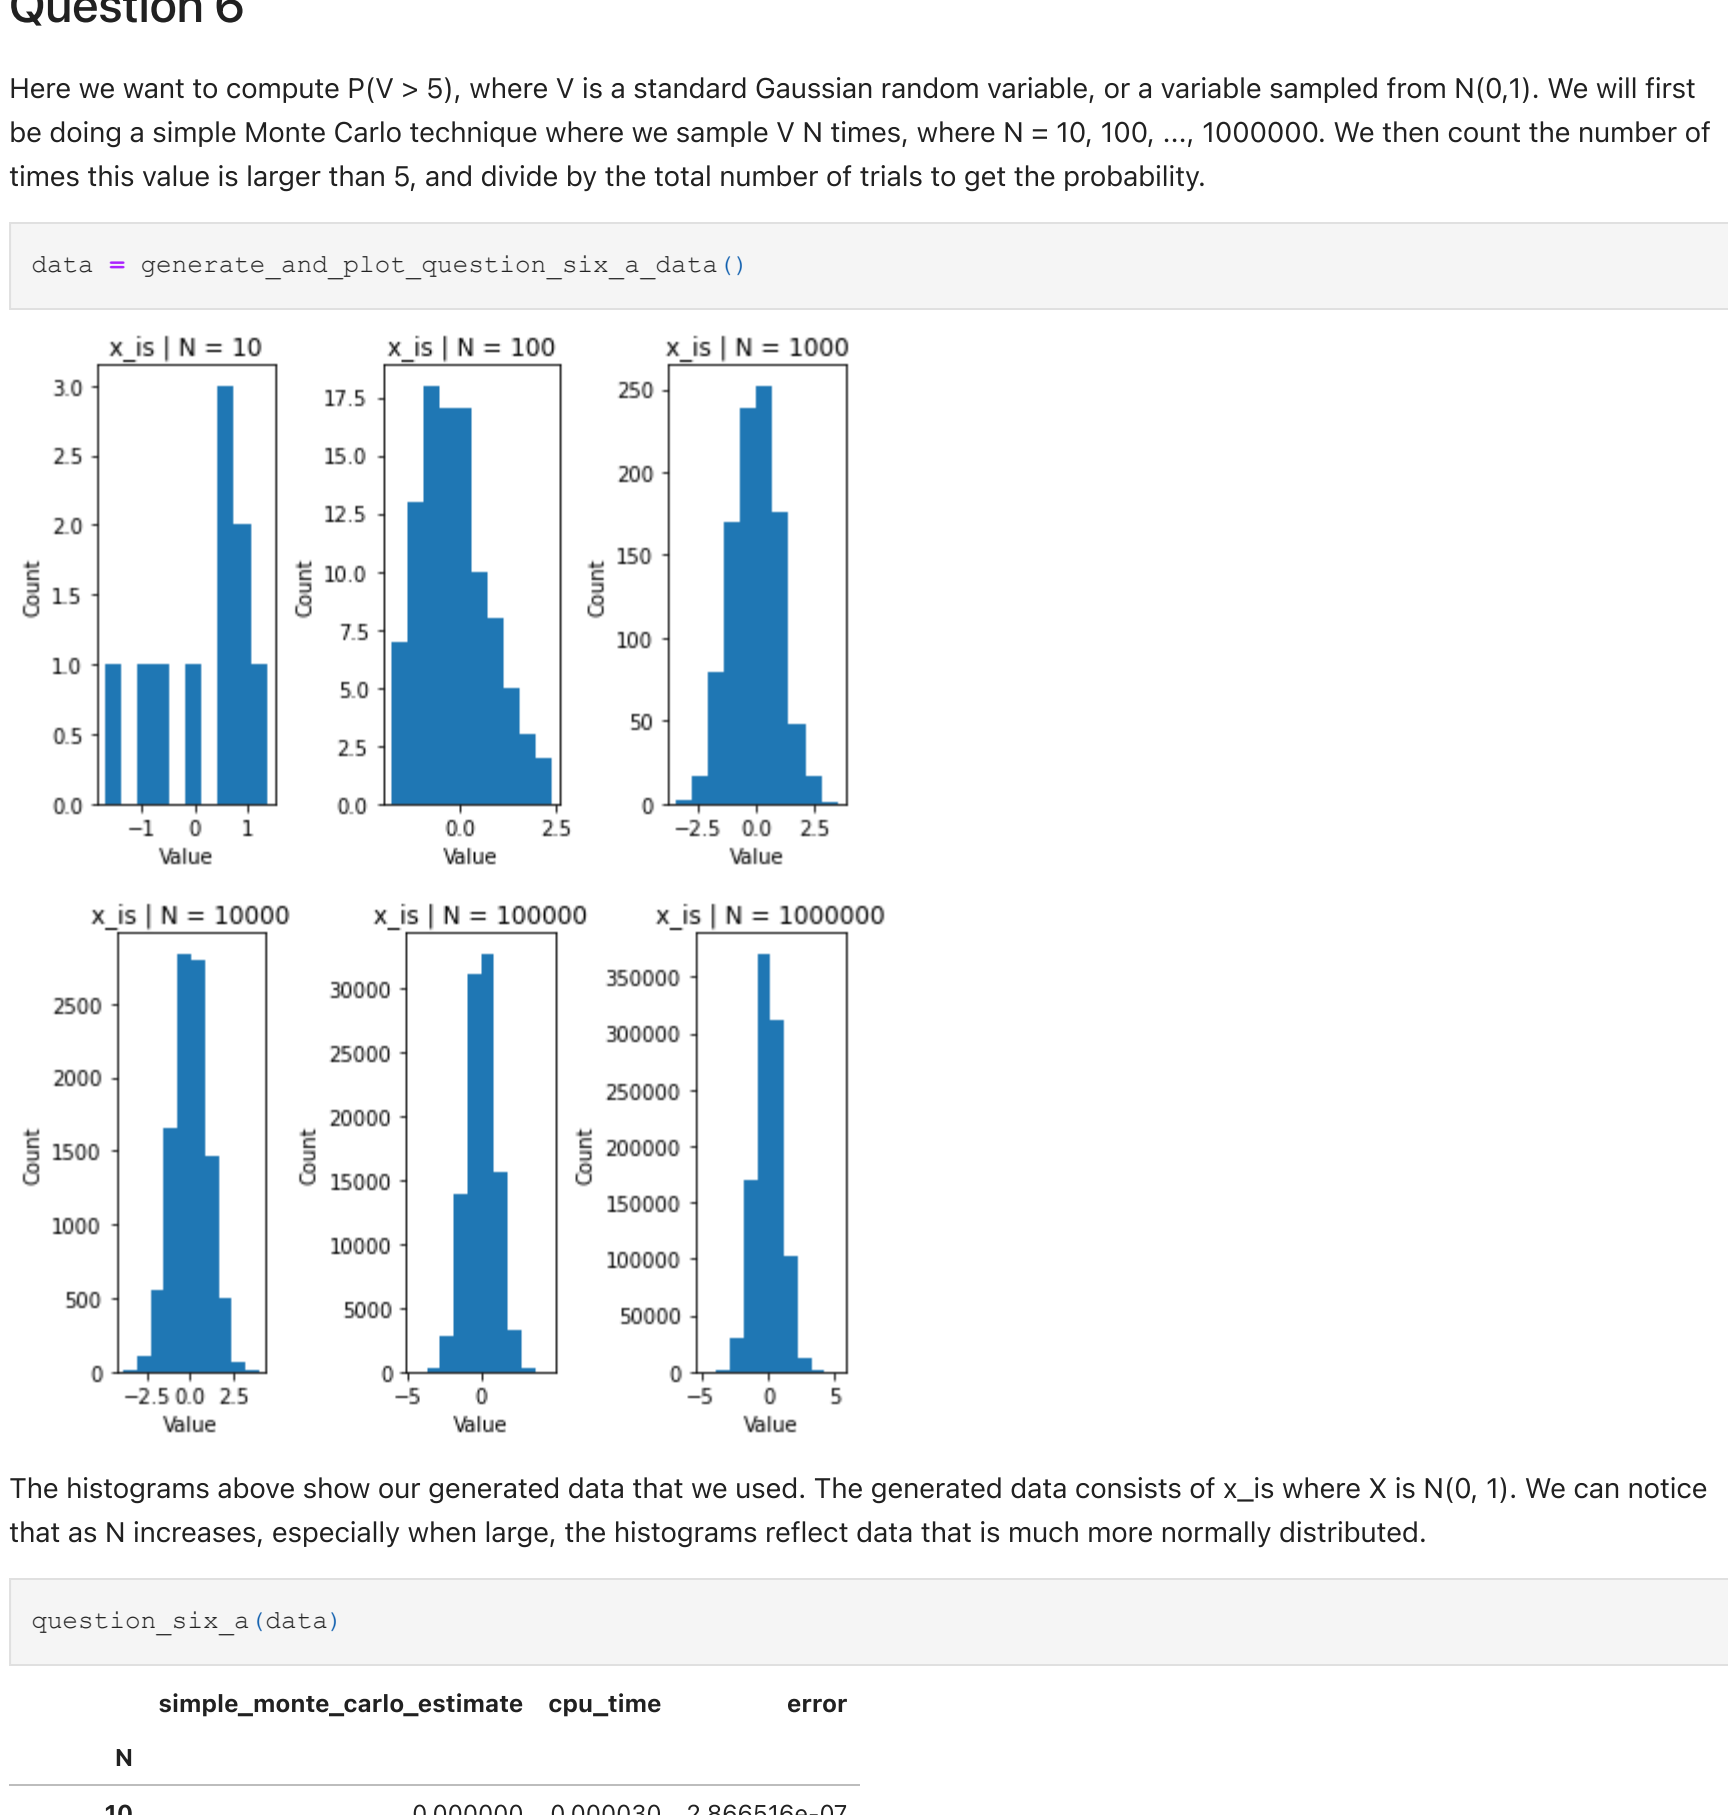 Question 6
Here we want to compute P(V > 5), where V is a standard Gaussian random variable, or a variable sampled from N(0,1). We will first
be doing a simple Monte Carlo technique where we sample V N times, where N = 10, 100, ..., 1000000. We then count the number of
times this value is larger than 5, and divide by the total number of trials to get the probability.
data = generate_and_plot_question_six_a_data()
x_is | N = 10
x_is | N = 100
x_is | N = 1000
3.0
2.5
2.0
1.5
1.0
0.5
0.0
Count
−1 0 1
Value
17.5
15.0
12.5
10.0
7.5
5.0
2.5
0.0
Count
0.0 2.5
Value
250
200
150
100
50
0
Count
−2.5 0.0 2.5
Value
x_is | N = 10000
x_is | N = 100000
x_is | N = 1000000
2500
2000
1500
1000
500
0
Count
−2.5 0.0 2.5
Value
30000
25000
20000
15000
10000
5000
0
Count
−5 0
Value
350000
300000
250000
200000
150000
100000
50000
0
Count
−5 0 5
Value
The histograms above show our generated data that we used. The generated data consists of x_is where X is N(0, 1). We can notice
that as N increases, especially when large, the histograms reflect data that is much more normally distributed.
question_six_a(data)
simple_monte_carlo_estimate cpu_time error
N
10 0.000000 0.000030 2.866516e-07